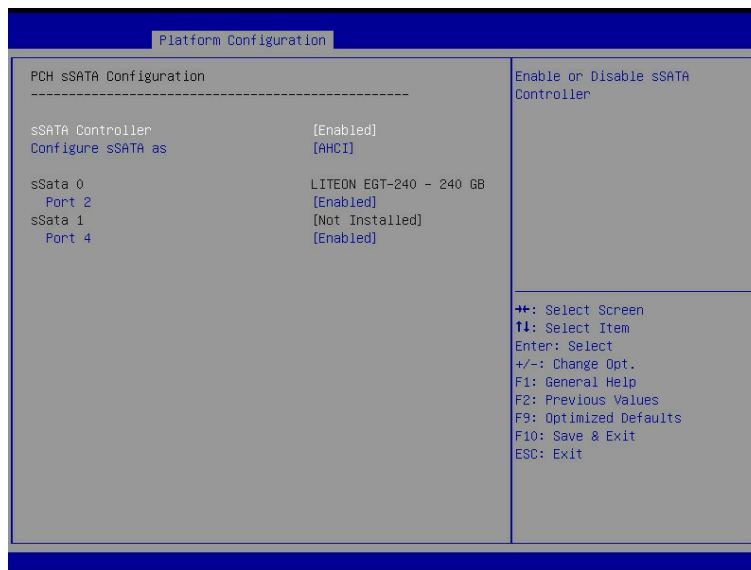 Platform Configuration
PCH sSATA Configuration
--------------------------------------------------
sSATA Controller [Enabled]
Configure sSATA as [AHCI]
sSata 0 LITEON EGT-240 - 240 GB
Port 2 [Enabled]
sSata 1 [Not Installed]
Port 4 [Enabled]
Enable or Disable sSATA
Controller
→←: Select Screen
↑↓: Select Item
Enter: Select
+/-: Change Opt.
F1: General Help
F2: Previous Values
F9: Optimized Defaults
F10: Save & Exit
ESC: Exit